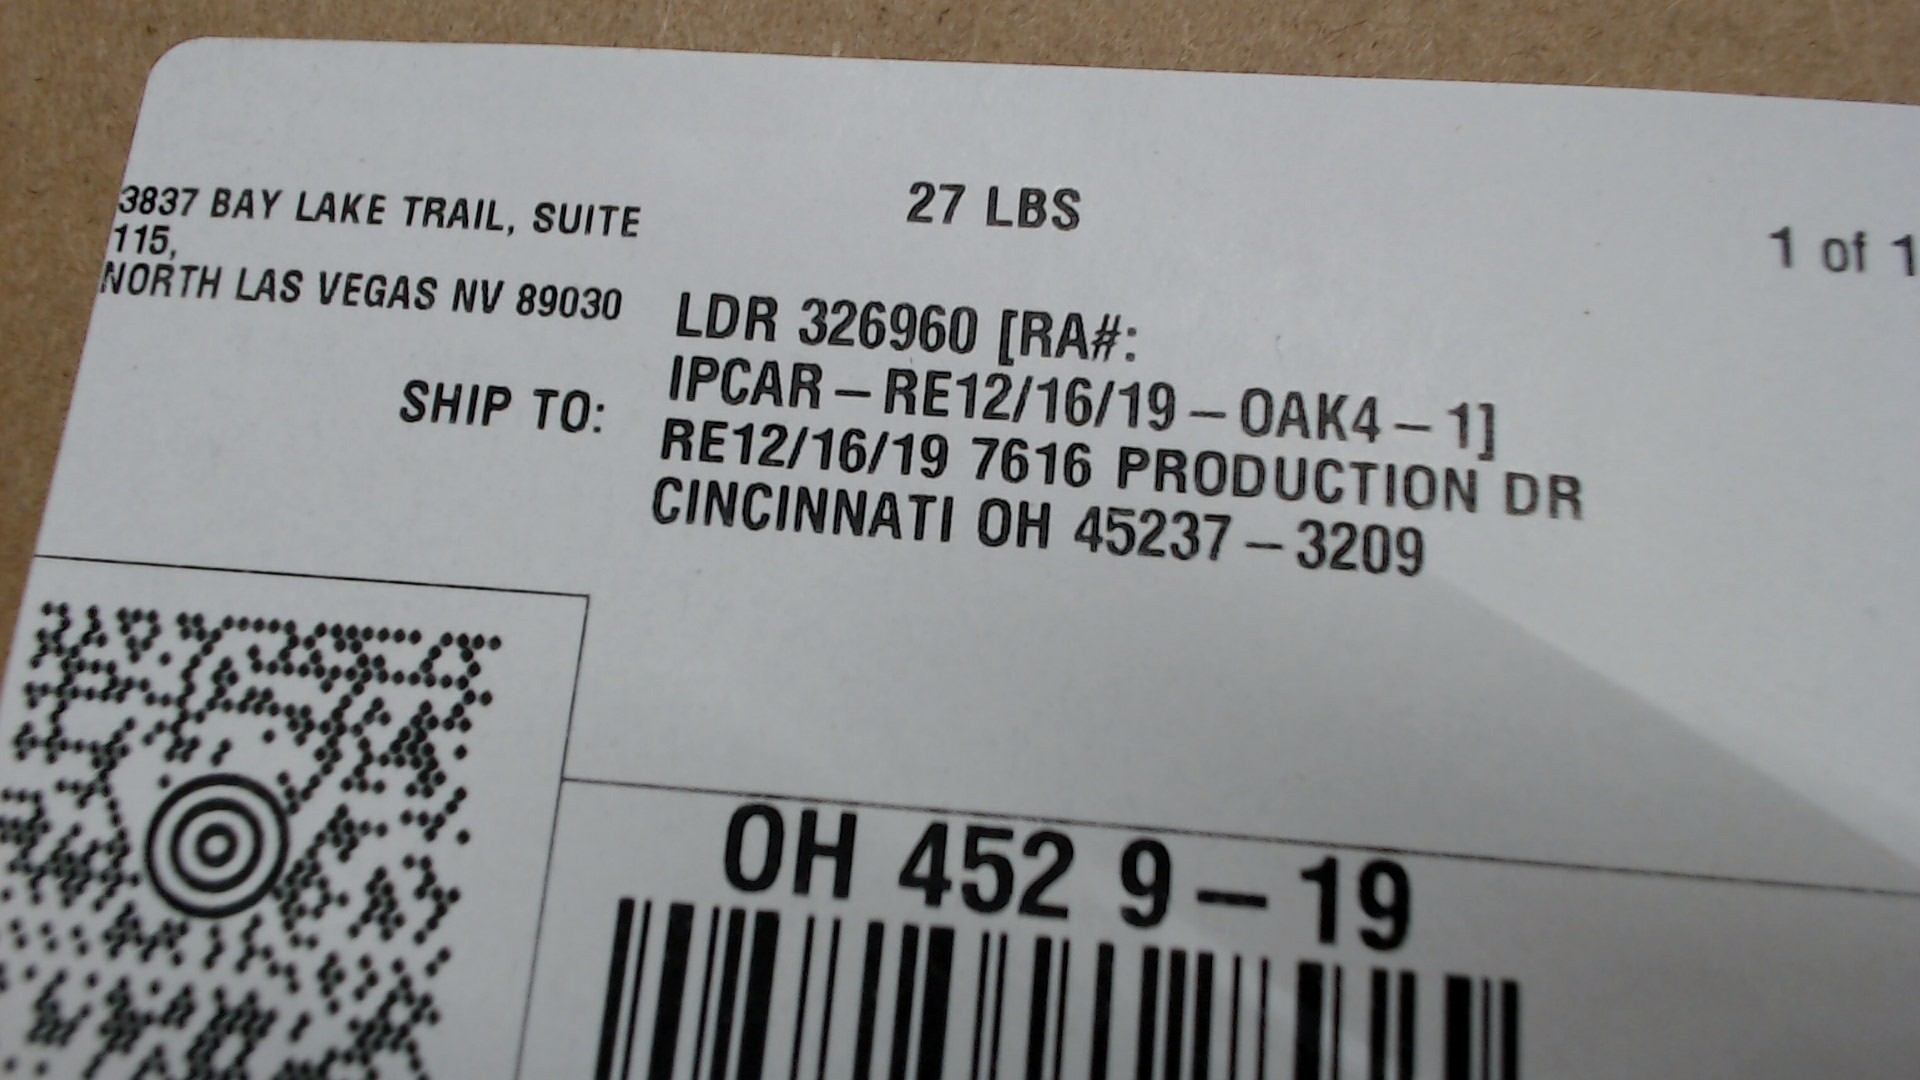 3837 BAY LAKE TRAIL, SUITE
115,
NORTH LAS VEGAS NV 89030
27 LBS
1 of 1
SHIP TO:
LDR 326960 [RA#:
IPCAR-RE12/16/19-OAK4-1]
RE12/16/19 7616 PRODUCTION DR
CINCINNATI OH 45237-3209
OH 452 9-19